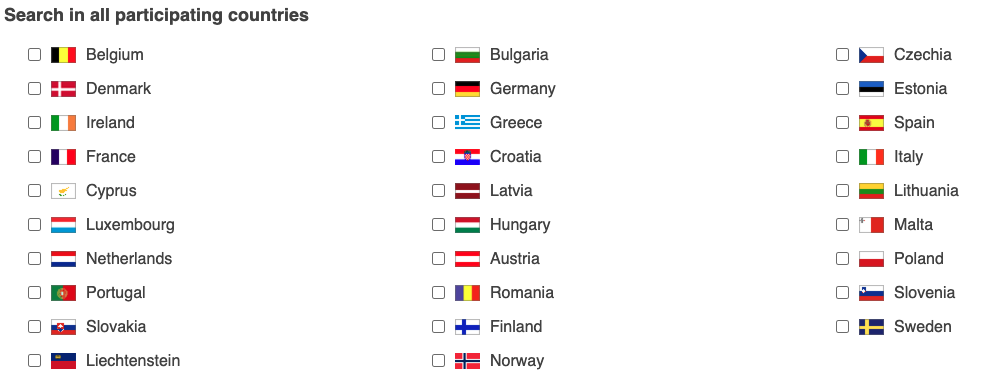 Search in all participating countries
Belgium Bulgaria Czechia
Denmark Germany Estonia
Ireland Greece Spain
France Croatia Italy
Cyprus Latvia Lithuania
Luxembourg Hungary Malta
Netherlands Austria Poland
Portugal Romania Slovenia
Slovakia Finland Sweden
Liechtenstein Norway